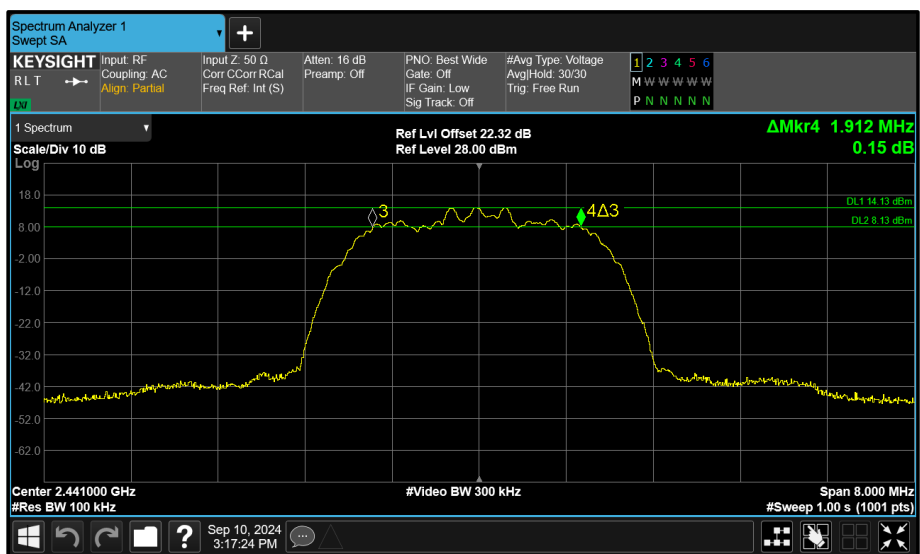 Spectrum Analyzer 1
Swept SA
KEYSIGHT
R L T
LXI
Input: RF
Coupling: AC
Align: Partial
Input Z: 50 Ω
Corr CCorr RCal
Freq Ref: Int (S)
Atten: 16 dB
Preamp: Off
PNO: Best Wide
Gate: Off
IF Gain: Low
Sig Track: Off
#Avg Type: Voltage
Avg|Hold: 30/30
Trig: Free Run
1 2 3 4 5 6
M W W W W W
P N N N N N
1 Spectrum
Scale/Div 10 dB
Ref Lvl Offset 22.32 dB
Ref Level 28.00 dBm
ΔMkr4 1.912 MHz
0.15 dB
Log
18.0
8.00
-2.00
-12.0
-22.0
-32.0
-42.0
-52.0
-62.0
3
4Δ3
DL1 14.13 dBm
DL2 8.13 dBm
Center 2.441000 GHz
#Res BW 100 kHz
#Video BW 300 kHz
Span 8.000 MHz
#Sweep 1.00 s (1001 pts)
?
Sep 10, 2024
3:17:24 PM